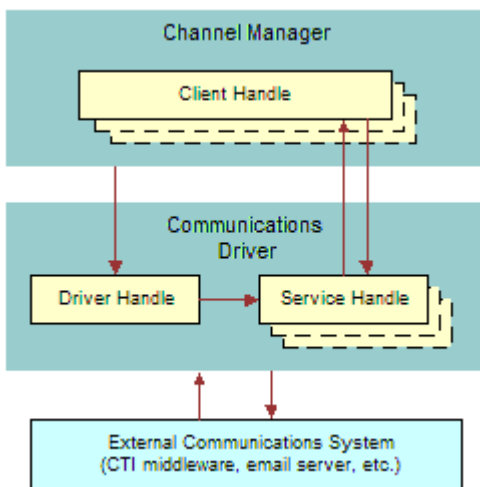 Channel Manager
Client Handle
Communications
Driver
Driver Handle
Service Handle
External Communications System
(CTI middleware, email server, etc.)